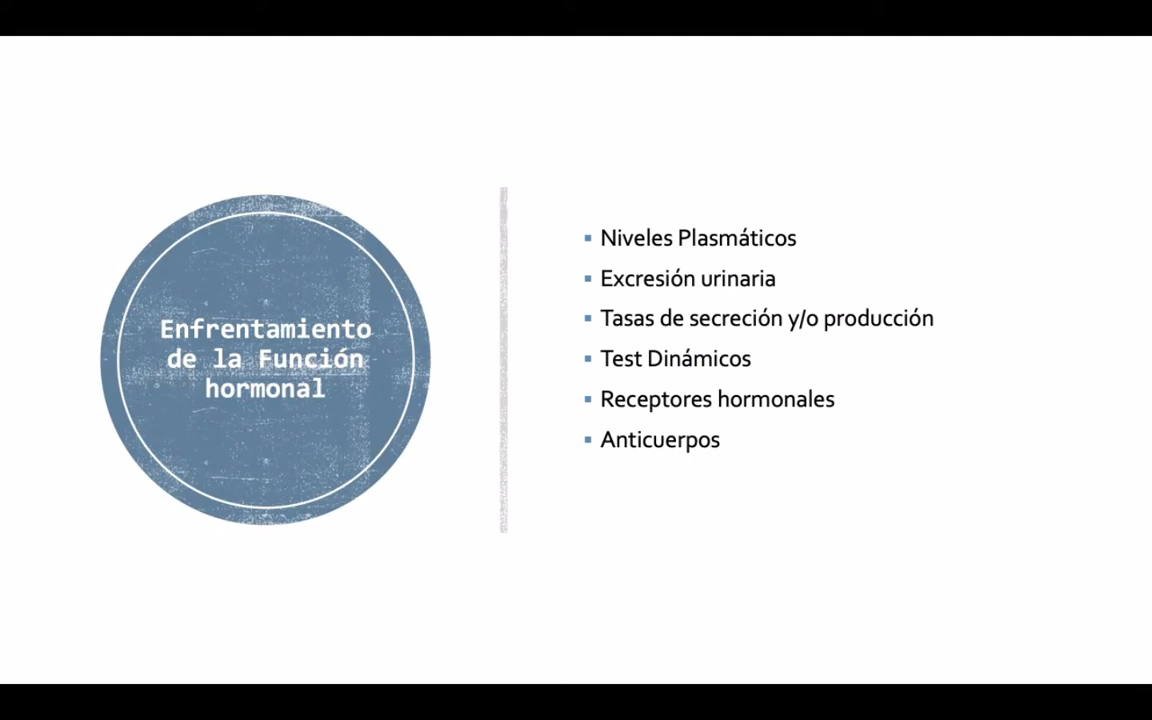 Enfrentamiento
de la Función
hormonal
Niveles Plasmáticos
Excresión urinaria
Tasas de secreción y/o producción
Test Dinámicos
Receptores hormonales
Anticuerpos